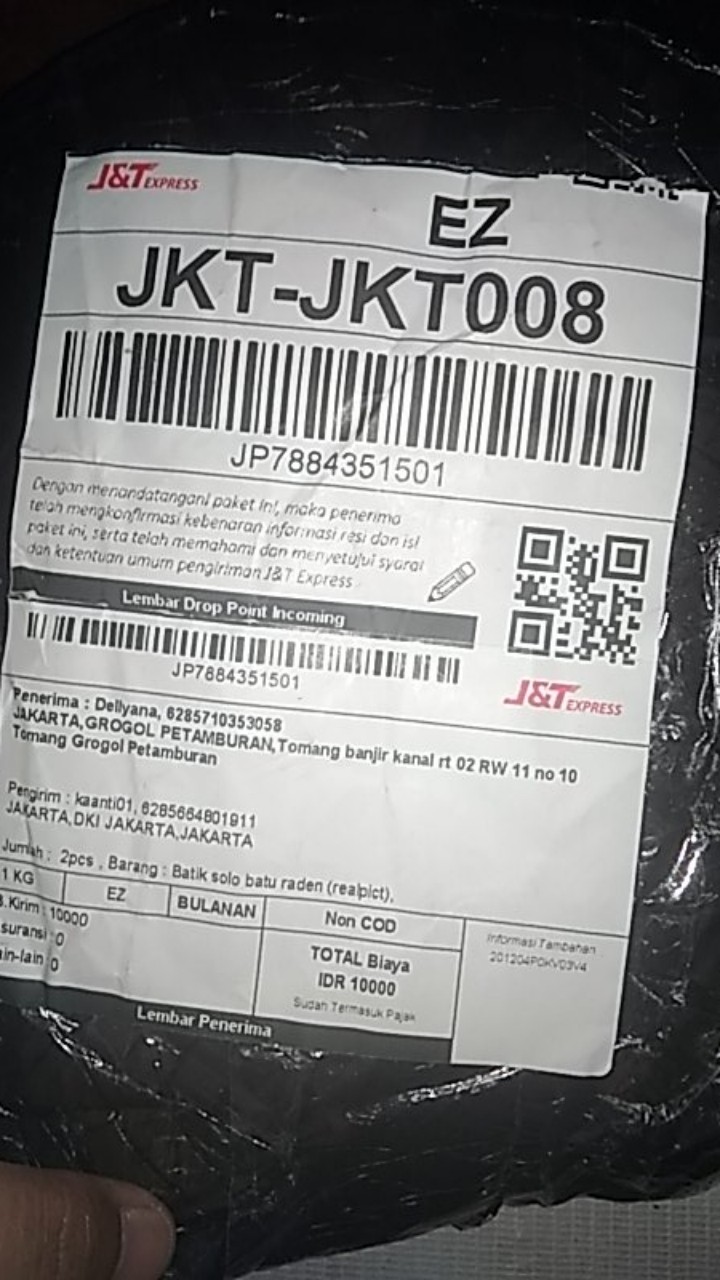 J&T EXPRESS
EZ
JKT-JKT008
JP7884351501
Dengan menandatangani paket ini, maka penerima
telah mengkonfirmasi kebenaran informasi resi dan isi
paket ini, serta telah memahami dan menyetujui syarat
dan ketentuan umum pengiriman J&T Express
Lembar Drop Point Incoming
JP7884351501
J&T EXPRESS
Penerima : Dellyana, 6285710353058
JAKARTA,GROGOL PETAMBURAN,Tomang banjir kanal rt 02 RW 11 no 10
Tomang Grogol Petamburan
Pengirim : kaanti01, 6285664801911
JAKARTA,DKI JAKARTA,JAKARTA
Jumlah : 2pcs , Barang : Batik solo batu raden (realpict),
1 KG EZ BULANAN Non COD
B.Kirim : 10000
suransi : 0
ain-lain : 0
TOTAL Biaya
IDR 10000
Sudah Termasuk Pajak
Informasi Tambahan
201204P0KV03V4
Lembar Penerima